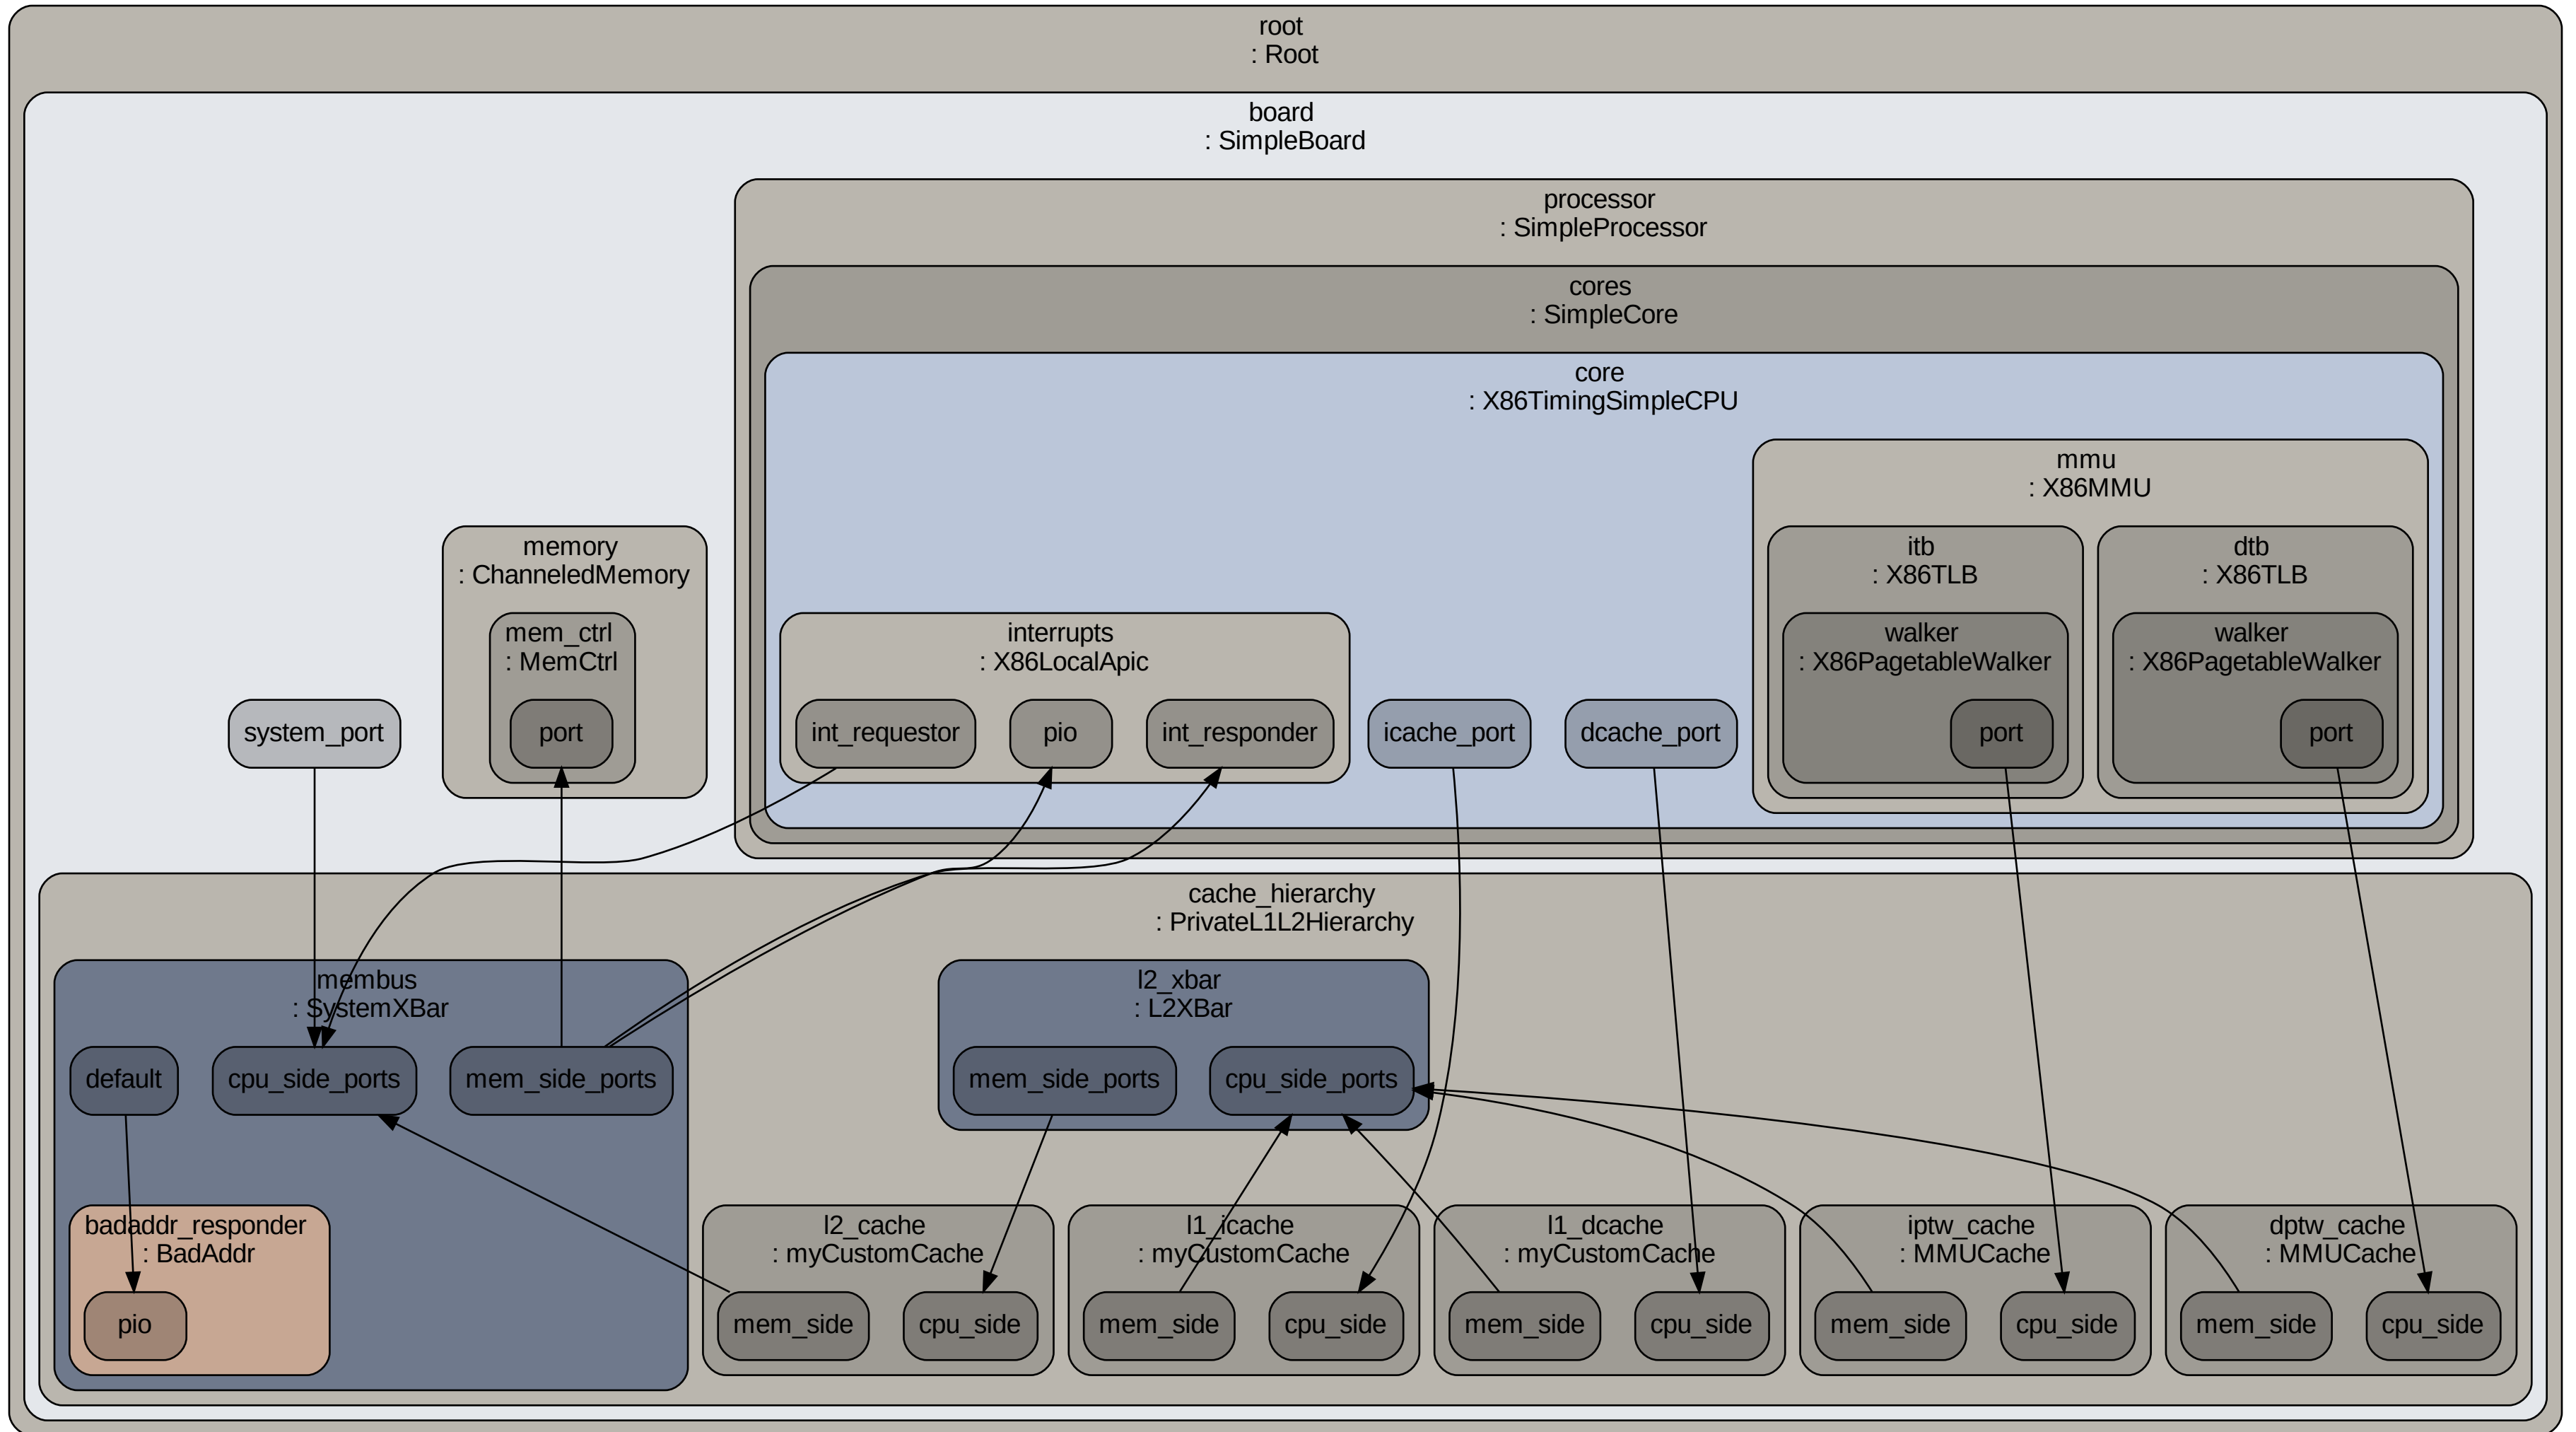 root
: Root
board
: SimpleBoard
processor
: SimpleProcessor
cores
: SimpleCore
core
: X86TimingSimpleCPU
mmu
: X86MMU
memory
: ChanneledMemory
itb
: X86TLB
dtb
: X86TLB
mem_ctrl
: MemCtrl
interrupts
: X86LocalApic
walker
: X86PagetableWalker
walker
: X86PagetableWalker
system_port
port
int_requestor
pio
int_responder
icache_port
dcache_port
port
port
cache_hierarchy
: PrivateL1L2Hierarchy
membus
: SystemXBar
l2_xbar
: L2XBar
default
cpu_side_ports
mem_side_ports
mem_side_ports
cpu_side_ports
badaddr_responder
: BadAddr
l2_cache
: myCustomCache
l1_icache
: myCustomCache
l1_dcache
: myCustomCache
iptw_cache
: MMUCache
dptw_cache
: MMUCache
pio
mem_side
cpu_side
mem_side
cpu_side
mem_side
cpu_side
mem_side
cpu_side
mem_side
cpu_side